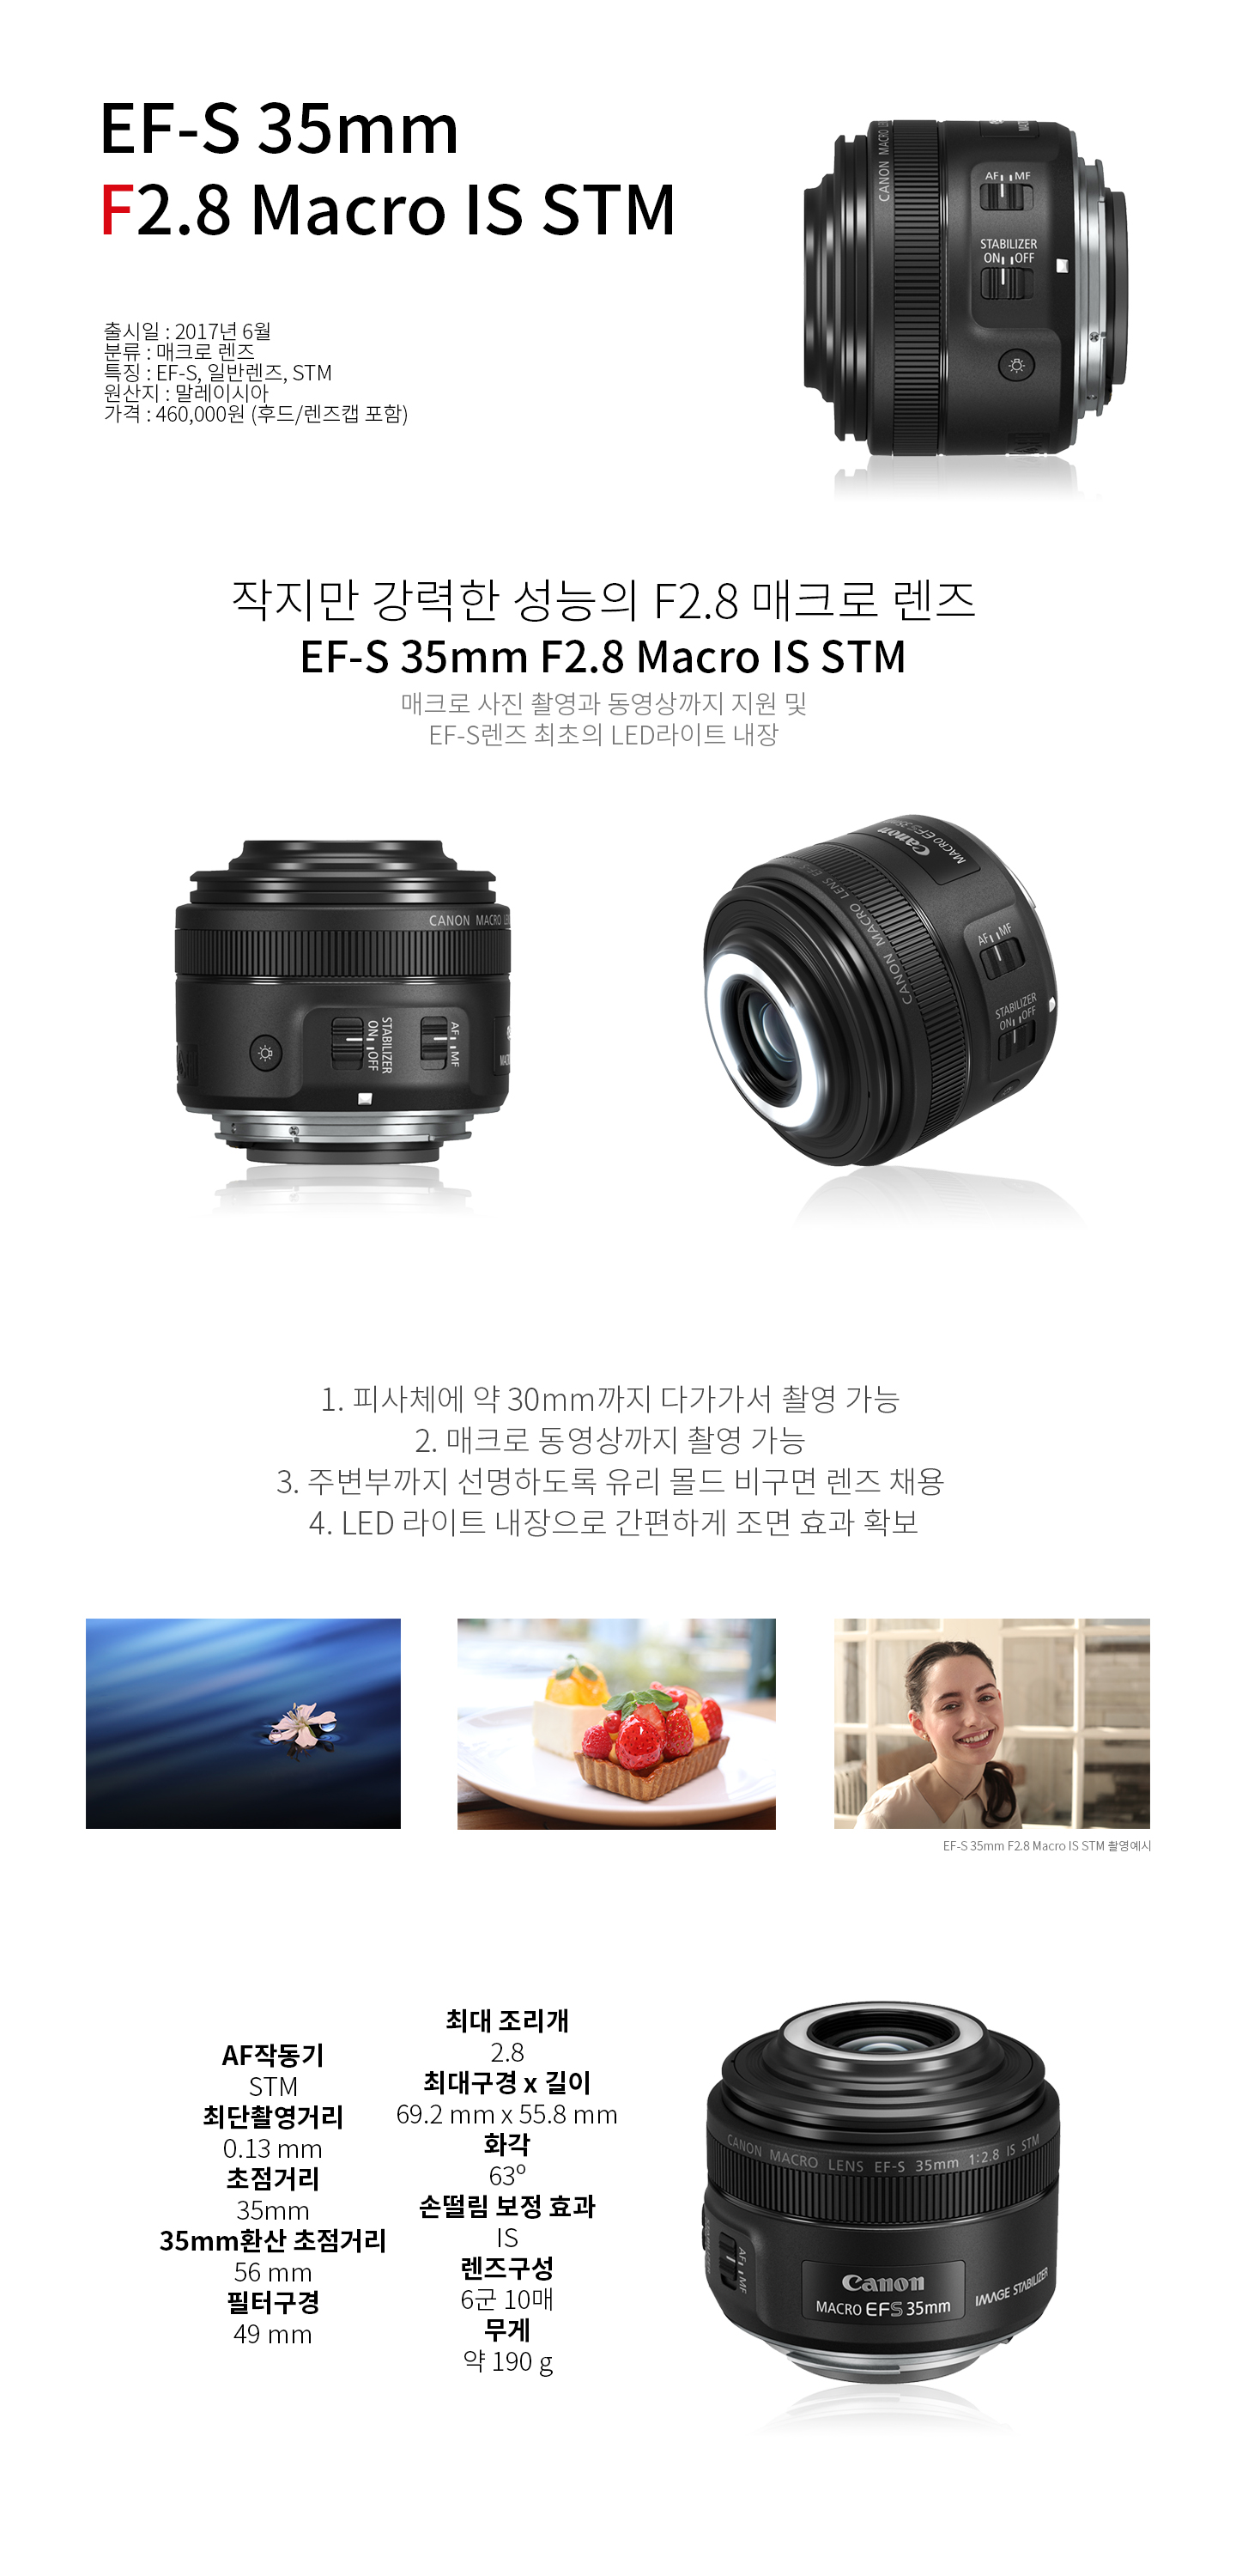 EF-S 35mm
F2.8 Macro IS STM
CANON MACRO LE
AF MF
STABILIZER
ON OFF
출시일 : 2017년 6월
분류 : 매크로 렌즈
특징 : EF-S, 일반렌즈, STM
원산지 : 말레이시아
가격 : 460,000원 (후드/렌즈캡 포함)
작지만 강력한 성능의 F2.8 매크로 렌즈
EF-S 35mm F2.8 Macro IS STM
매크로 사진 촬영과 동영상까지 지원 및
EF-S렌즈 최초의 LED라이트 내장
CANON MACRO LE
STABILIZER
ON OFF
AF MF
Canon
MACRO EFS 35mm
CANON MACRO LENS EFS
AF MF
STABILIZER
ON OFF
1. 피사체에 약 30mm까지 다가가서 촬영 가능
2. 매크로 동영상까지 촬영 가능
3. 주변부까지 선명하도록 유리 몰드 비구면 렌즈 채용
4. LED 라이트 내장으로 간편하게 조면 효과 확보
EF-S 35mm F2.8 Macro IS STM 촬영예시
AF작동기
STM
최단촬영거리
0.13 mm
초점거리
35mm
35mm환산 초점거리
56 mm
필터구경
49 mm
최대 조리개
2.8
최대구경 x 길이
69.2 mm x 55.8 mm
화각
63º
손떨림 보정 효과
IS
렌즈구성
6군 10매
무게
약 190 g
CANON MACRO LENS EF-S 35mm 1:2.8 IS STM
AF MF
Canon
MACRO EFS 35mm
IMAGE STABILIZER